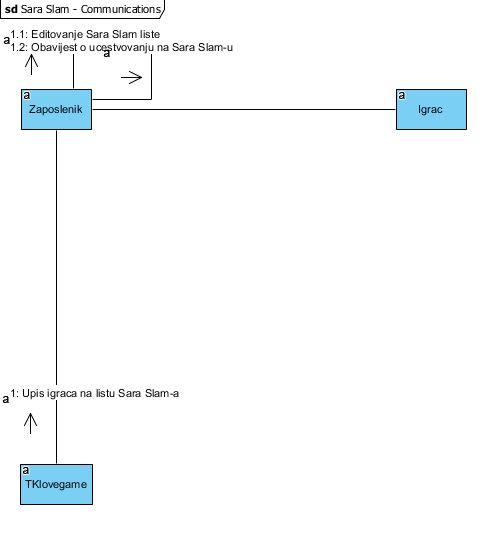 sd Sara Slam - Communications
a 1.1: Editovanje Sara Slam liste
1.2: Obavijest o ucestvovanju na Sara Slam-u
a
a
Zaposlenik
a
Igrac
a 1: Upis igraca na listu Sara Slam-a
a
TKlovegame